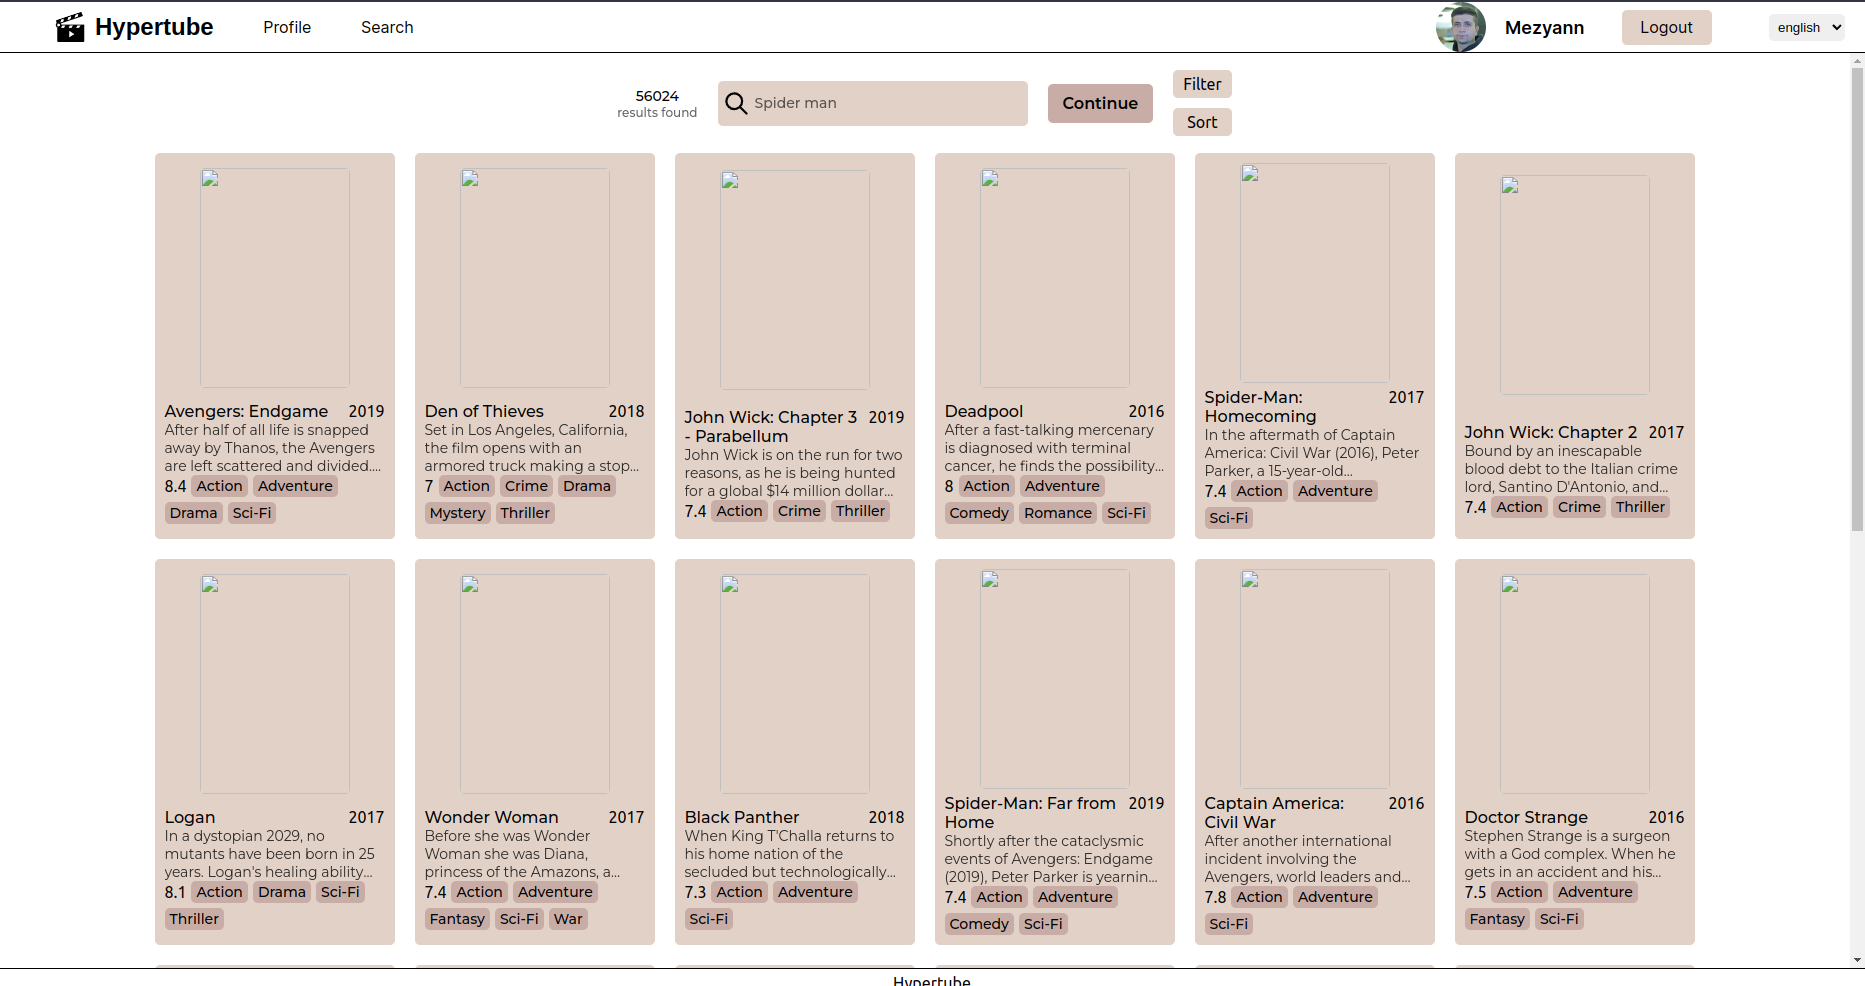 Hypertube
Profile
Search
Mezyann
Logout
english
56024
results found
Spider man
Continue
Filter
Sort
Avengers: Endgame 2019
After half of all life is snapped
away by Thanos, the Avengers
are left scattered and divided....
8.4 Action Adventure
Drama Sci-Fi
Den of Thieves 2018
Set in Los Angeles, California,
the film opens with an
armored truck making a stop...
7 Action Crime Drama
Mystery Thriller
John Wick: Chapter 3 2019
- Parabellum
John Wick is on the run for two
reasons, as he is being hunted
for a global $14 million dollar...
7.4 Action Crime Thriller
Deadpool 2016
After a fast-talking mercenary
is diagnosed with terminal
cancer, he finds the possibility...
8 Action Adventure
Comedy Romance Sci-Fi
Spider-Man: 2017
Homecoming
In the aftermath of Captain
America: Civil War (2016), Peter
Parker, a 15-year-old...
7.4 Action Adventure
Sci-Fi
John Wick: Chapter 2 2017
Bound by an inescapable
blood debt to the Italian crime
lord, Santino D'Antonio, and...
7.4 Action Crime Thriller
Logan 2017
In a dystopian 2029, no
mutants have been born in 25
years. Logan's healing ability...
8.1 Action Drama Sci-Fi
Thriller
Wonder Woman 2017
Before she was Wonder
Woman she was Diana,
princess of the Amazons, a...
7.4 Action Adventure
Fantasy Sci-Fi War
Black Panther 2018
When King T'Challa returns to
his home nation of the
secluded but technologically...
7.3 Action Adventure
Sci-Fi
Spider-Man: Far from 2019
Home
Shortly after the cataclysmic
events of Avengers: Endgame
(2019), Peter Parker is yearnin...
7.4 Action Adventure
Comedy Sci-Fi
Captain America: 2016
Civil War
After another international
incident involving the
Avengers, world leaders and...
7.8 Action Adventure
Sci-Fi
Doctor Strange 2016
Stephen Strange is a surgeon
with a God complex. When he
gets in an accident and his...
7.5 Action Adventure
Fantasy Sci-Fi
Hypertube